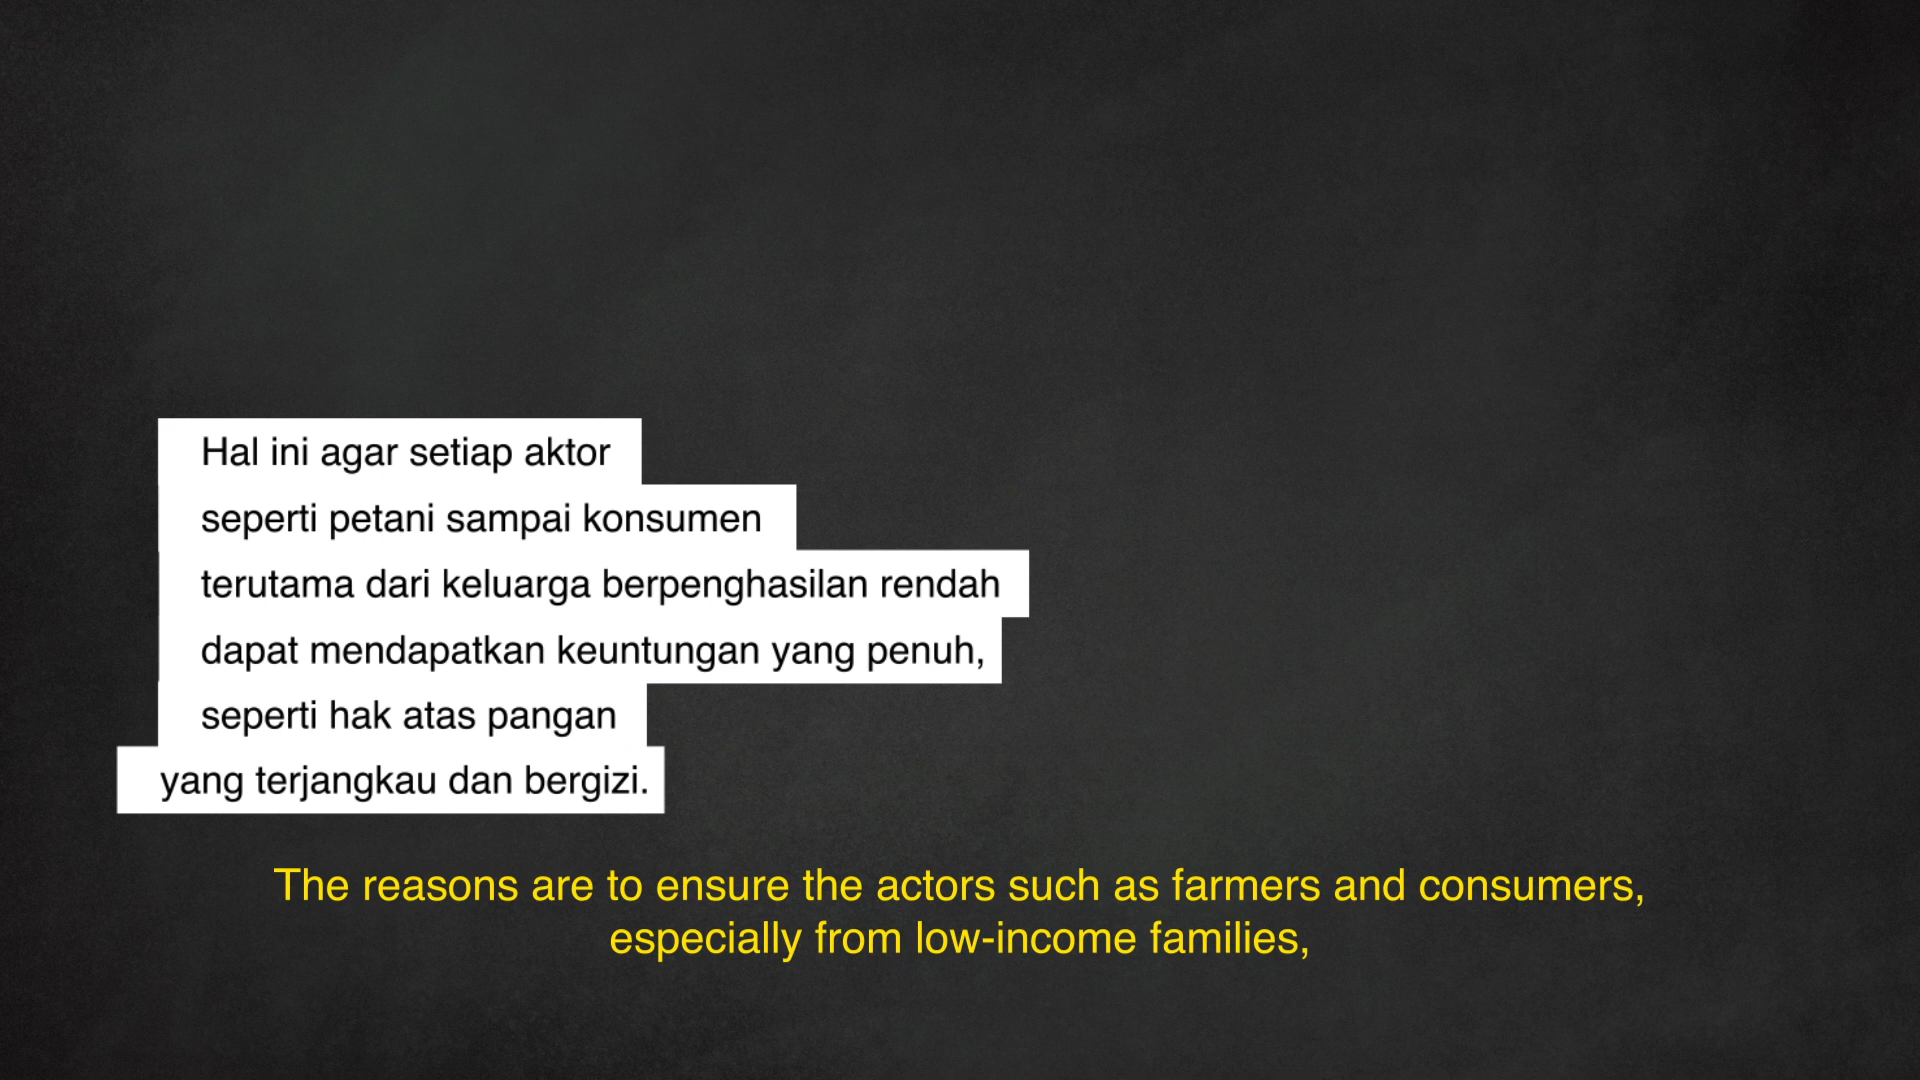 Hal ini agar setiap aktor
seperti petani sampai konsumen
terutama dari keluarga berpenghasilan rendah
dapat mendapatkan keuntungan yang penuh,
seperti hak atas pangan
yang terjangkau dan bergizi.
The reasons are to ensure the actors such as farmers and consumers,
especially from low-income families,